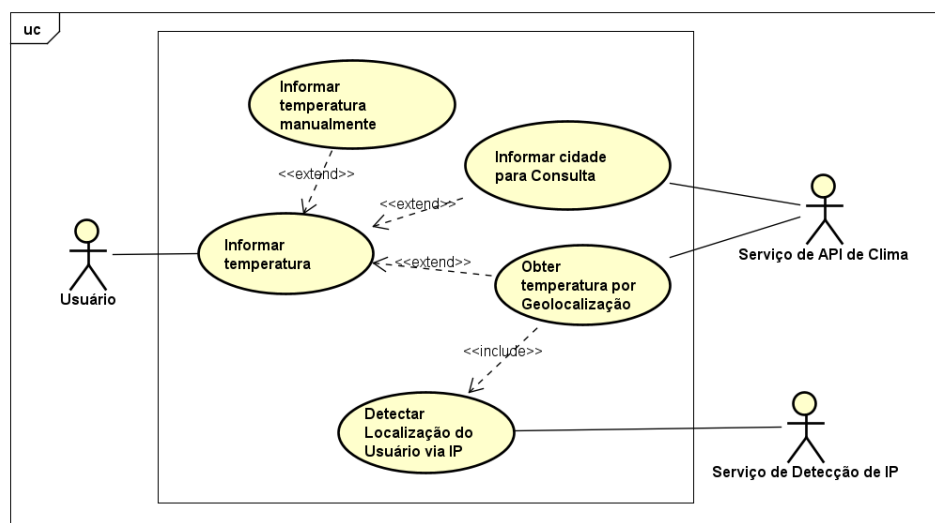 uc
Informar
temperatura
manualmente
<<extend>>
Informar cidade
para Consulta
<<extend>>
Informar
temperatura
<<extend>>
Obter
temperatura por
Geolocalização
Usuário
Serviço de API de Clima
<<include>>
Detectar
Localização do
Usuário via IP
Serviço de Detecção de IP